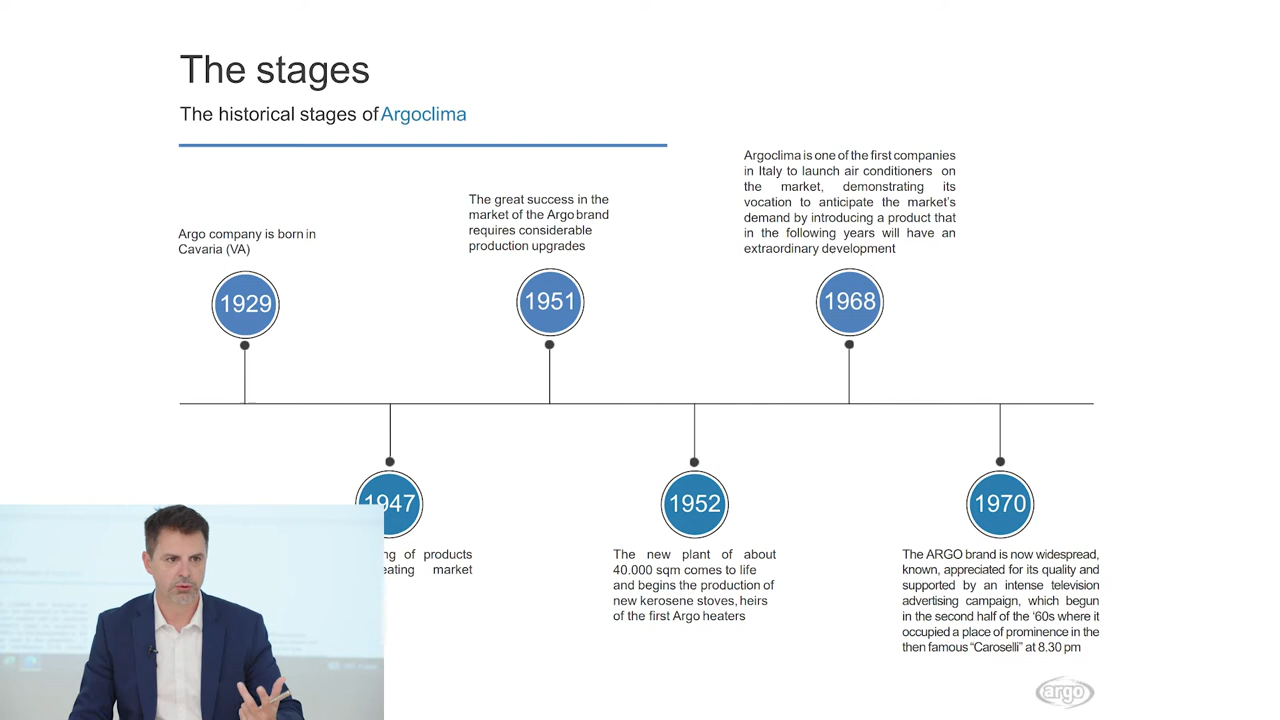 The stages
The historical stages of Argoclima
Argo company is born in
Cavaria (VA)
1929
The great success in the
market of the Argo brand
requires considerable
production upgrades
1951
Argoclima is one of the first companies
in Italy to launch air conditioners on
the market, demonstrating its
vocation to anticipate the market's
demand by introducing a product that
in the following years will have an
extraordinary development
1968
1947
of products
market
1952
The new plant of about
40.000 sqm comes to life
and begins the production of
new kerosene stoves, heirs
of the first Argo heaters
1970
The ARGO brand is now widespread,
known, appreciated for its quality and
supported by an intense television
advertising campaign, which begun
in the second half of the '60s where it
occupied a place of prominence in the
then famous "Caroselli" at 8.30 pm
argo